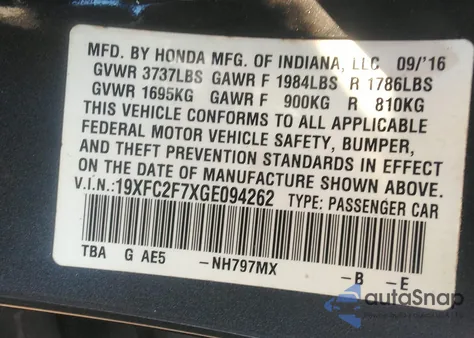 MFD. BY HONDA MFG. OF INDIANA, LLC 09/'16
GVWR 3737LBS GAWR F 1984LBS R 1786LBS
GVWR 1695KG GAWR F 900KG R 810KG
THIS VEHICLE CONFORMS TO ALL APPLICABLE
FEDERAL MOTOR VEHICLE SAFETY, BUMPER,
AND THEFT PREVENTION STANDARDS IN EFFECT
ON THE DATE OF MANUFACTURE SHOWN ABOVE.
V.I.N.:19XFC2F7XGE094262 TYPE: PASSENGER CAR
TBA G AE5 -NH797MX -B -E
autoSnap